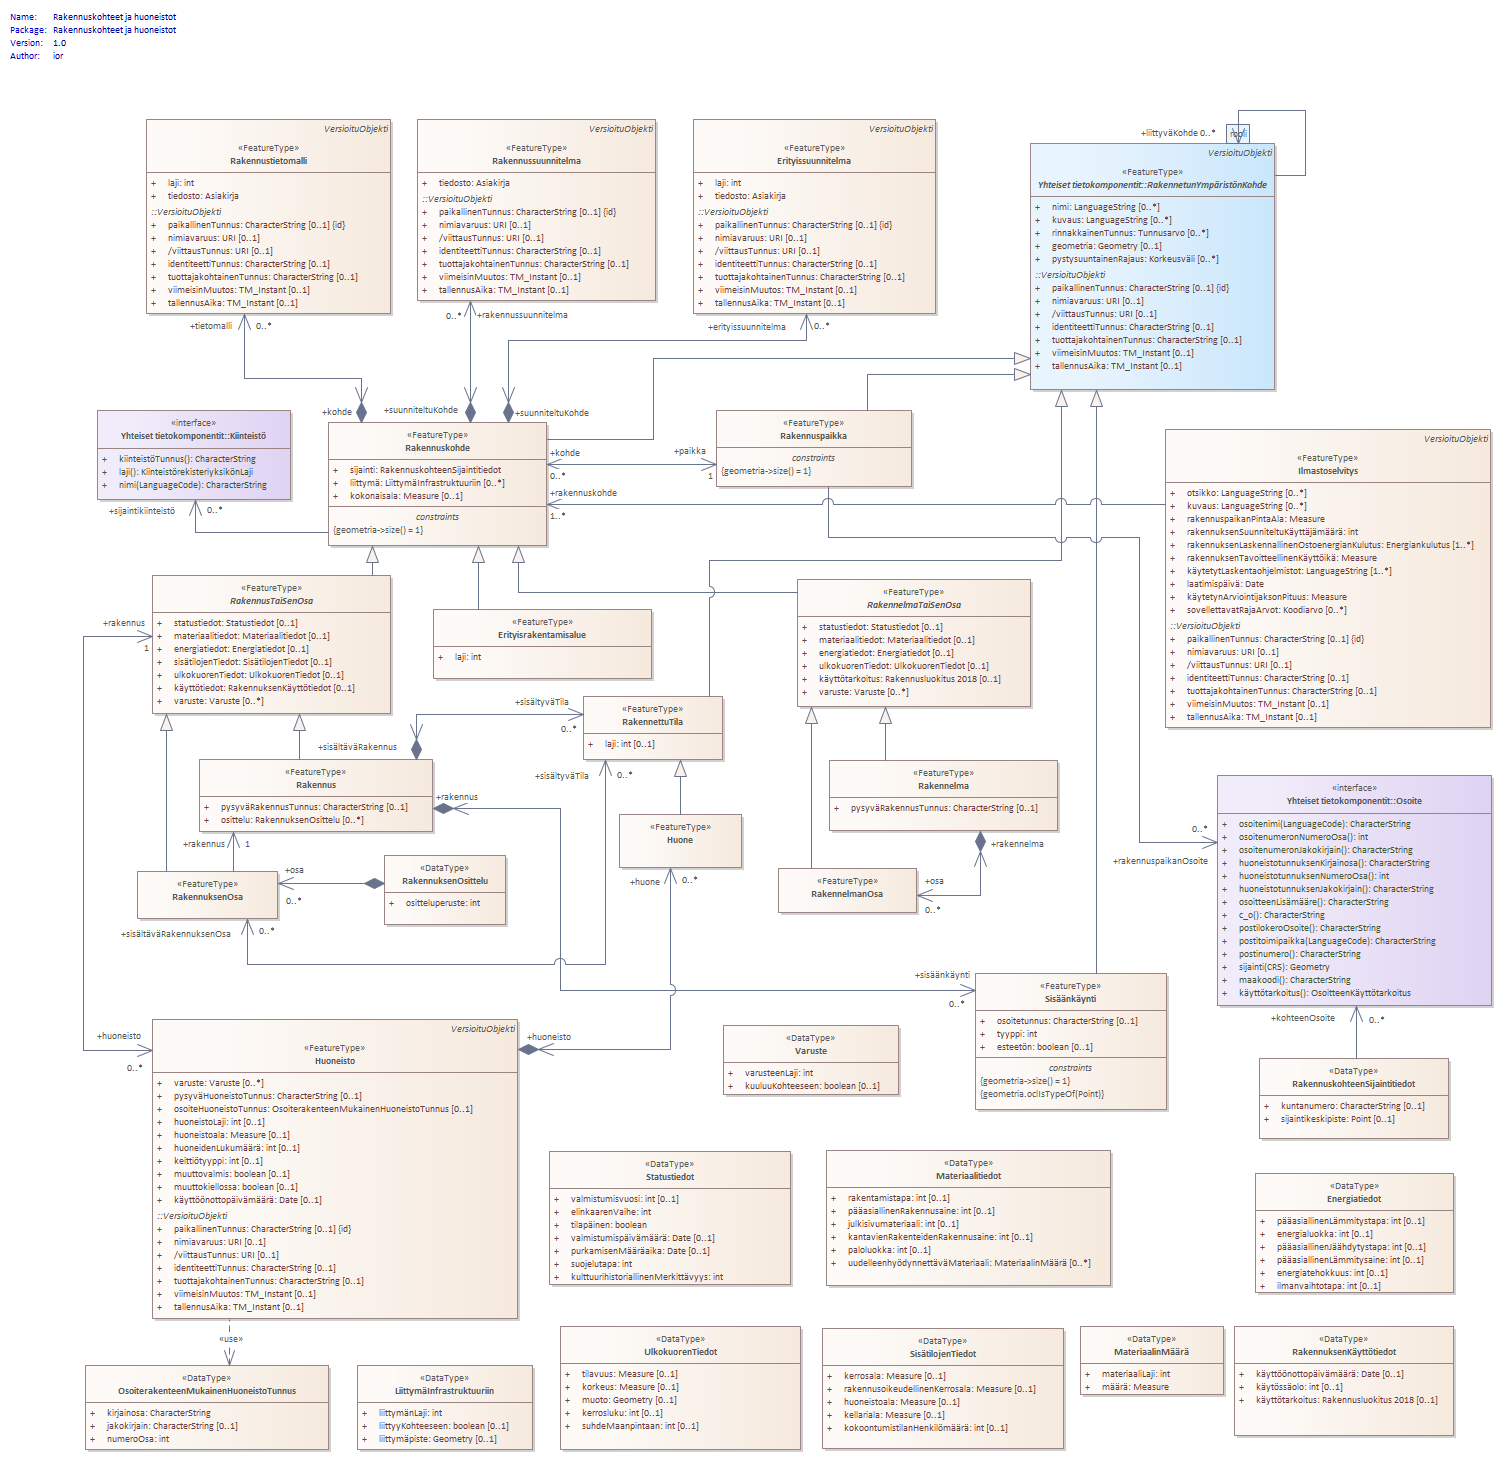 Name: Rakennuskohteet ja huoneistot
Package: Rakennuskohteet ja huoneistot
Version: 1.0
Author: ior
VersioituObjekti
«FeatureType»
Rakennustietomalli
+ laji: int
+ tiedosto: Asiakirja
::VersioituObjekti
+ paikallinenTunnus: CharacterString [0..1] {id}
+ nimiavaruus: URI [0..1]
+ /viittausTunnus: URI [0..1]
+ identiteettiTunnus: CharacterString [0..1]
+ tuottajakohtainenTunnus: CharacterString [0..1]
+ viimeisinMuutos: TM_Instant [0..1]
+ tallennusAika: TM_Instant [0..1]
VersioituObjekti
«FeatureType»
Rakennussuunnitelma
+ tiedosto: Asiakirja
::VersioituObjekti
+ paikallinenTunnus: CharacterString [0..1] {id}
+ nimiavaruus: URI [0..1]
+ /viittausTunnus: URI [0..1]
+ identiteettiTunnus: CharacterString [0..1]
+ tuottajakohtainenTunnus: CharacterString [0..1]
+ viimeisinMuutos: TM_Instant [0..1]
+ tallennusAika: TM_Instant [0..1]
VersioituObjekti
«FeatureType»
Erityissuunnitelma
+ laji: int
+ tiedosto: Asiakirja
::VersioituObjekti
+ paikallinenTunnus: CharacterString [0..1] {id}
+ nimiavaruus: URI [0..1]
+ /viittausTunnus: URI [0..1]
+ identiteettiTunnus: CharacterString [0..1]
+ tuottajakohtainenTunnus: CharacterString [0..1]
+ viimeisinMuutos: TM_Instant [0..1]
+ tallennusAika: TM_Instant [0..1]
+liittyväKohde 0..*
VersioituObjekti
«FeatureType»
Yhteiset tietokomponentit::RakennetunYmpäristönKohde
+ nimi: LanguageString [0..*]
+ kuvaus: LanguageString [0..*]
+ rinnakkainenTunnus: Tunnusarvo [0..*]
+ geometria: Geometry [0..1]
+ pystysuuntainenRajaus: Korkeusväli [0..*]
::VersioituObjekti
+ paikallinenTunnus: CharacterString [0..1] {id}
+ nimiavaruus: URI [0..1]
+ /viittausTunnus: URI [0..1]
+ identiteettiTunnus: CharacterString [0..1]
+ tuottajakohtainenTunnus: CharacterString [0..1]
+ viimeisinMuutos: TM_Instant [0..1]
+ tallennusAika: TM_Instant [0..1]
+tietomalli 0..*
0..* +rakennussuunnitelma
+erityissuunnitelma 0..*
+kohde
+suunniteltuKohde
+suunniteltuKohde
«interface»
Yhteiset tietokomponentit::Kiinteistö
+ kiinteistöTunnus(): CharacterString
+ laji(): KiinteistörekisteriyksikönLaji
+ nimi(LanguageCode): CharacterString
+sijaintikiinteistö 0..*
«FeatureType»
Rakennuskohde
+ sijainti: RakennuskohteenSijaintitiedot
+ liittymä: LiittymäInfrastruktuuriin [0..*]
+ kokonaisala: Measure [0..1]
constraints
{geometria->size() = 1}
+kohde
0..*
+paikka
1
+rakennuskohde
1..*
«FeatureType»
Rakennuspaikka
constraints
{geometria->size() = 1}
VersioituObjekti
«FeatureType»
Ilmastoselvitys
+ otsikko: LanguageString [0..*]
+ kuvaus: LanguageString [0..*]
+ rakennuspaikanPintaAla: Measure
+ rakennuksenSuunniteltuKäyttäjämäärä: int
+ rakennuksenLaskennallinenOstoenergianKulutus: Energiankulutus [1..*]
+ rakennuksenTavoitteellinenKäyttöikä: Measure
+ käytetytLaskentaohjelmistot: LanguageString [1..*]
+ laatimispäivä: Date
+ käytetynArviointijaksonPituus: Measure
+ sovellettavatRajaArvot: Koodiarvo [0..*]
::VersioituObjekti
+ paikallinenTunnus: CharacterString [0..1] {id}
+ nimiavaruus: URI [0..1]
+ /viittausTunnus: URI [0..1]
+ identiteettiTunnus: CharacterString [0..1]
+ tuottajakohtainenTunnus: CharacterString [0..1]
+ viimeisinMuutos: TM_Instant [0..1]
+ tallennusAika: TM_Instant [0..1]
+rakennus
1
«FeatureType»
RakennusTaiSenOsa
+ statustiedot: Statustiedot [0..1]
+ materiaalitiedot: Materiaalitiedot [0..1]
+ energiatiedot: Energiatiedot [0..1]
+ sisätilojenTiedot: SisätilojenTiedot [0..1]
+ ulkokuorenTiedot: UlkokuorenTiedot [0..1]
+ käyttötiedot: RakennuksenKäyttötiedot [0..1]
+ varuste: Varuste [0..*]
«FeatureType»
Erityisrakentamisalue
+ laji: int
«FeatureType»
RakennelmaTaiSenOsa
+ statustiedot: Statustiedot [0..1]
+ materiaalitiedot: Materiaalitiedot [0..1]
+ energiatiedot: Energiatiedot [0..1]
+ ulkokuorenTiedot: UlkokuorenTiedot [0..1]
+ käyttötarkoitus: Rakennusluokitus 2018 [0..1]
+ varuste: Varuste [0..*]
+sisältyväTila
0..*
+sisältäväRakennus
«FeatureType»
RakennettuTila
+ laji: int [0..1]
+sisältyväTila 0..*
«FeatureType»
Rakennus
+ pysyväRakennusTunnus: CharacterString [0..1]
+ osittelu: RakennuksenOsittelu [0..*]
+rakennus
+rakennus 1
«FeatureType»
Huone
+huone 0..*
«FeatureType»
Rakennelma
+ pysyväRakennusTunnus: CharacterString [0..1]
+rakennelma
«FeatureType»
RakennuksenOsa
+osa
0..*
«DataType»
RakennuksenOsittelu
+ ositteluperuste: int
+sisältäväRakennuksenOsa 0..*
«FeatureType»
RakennelmanOsa
+osa
0..*
«interface»
Yhteiset tietokomponentit::Osoite
+ osoitenimi(LanguageCode): CharacterString
+ osoitenumeronNumeroOsa(): int
+ osoitenumeronJakokirjain(): CharacterString
+ huoneistotunnuksenKirjainosa(): CharacterString
+ huoneistotunnuksenNumeroOsa(): int
+ huoneistotunnuksenJakokirjain(): CharacterString
+ osoitteenLisämääre(): CharacterString
+ c_o(): CharacterString
+ postilokeroOsoite(): CharacterString
+ postitoimipaikka(LanguageCode): CharacterString
+ postinumero(): CharacterString
+ sijainti(CRS): Geometry
+ maakoodi(): CharacterString
+ käyttötarkoitus(): OsoitteenKäyttötarkoitus
0..*
+rakennuspaikanOsoite
+kohteenOsoite 0..*
+sisäänkäynti
0..*
«FeatureType»
Sisäänkäynti
+ osoitetunnus: CharacterString [0..1]
+ tyyppi: int
+ esteetön: boolean [0..1]
constraints
{geometria->size() = 1}
{geometria.oclIsTypeOf(Point)}
+huoneisto
0..*
+huoneisto
VersioituObjekti
«FeatureType»
Huoneisto
+ varuste: Varuste [0..*]
+ pysyväHuoneistoTunnus: CharacterString [0..1]
+ osoiteHuoneistoTunnus: OsoiterakenteenMukainenHuoneistoTunnus [0..1]
+ huoneistoLaji: int [0..1]
+ huoneistoala: Measure [0..1]
+ huoneidenLukumäärä: int [0..1]
+ keittiötyyppi: int [0..1]
+ muuttovalmis: boolean [0..1]
+ muuttokiellossa: boolean [0..1]
+ käyttöönottopäivämäärä: Date [0..1]
::VersioituObjekti
+ paikallinenTunnus: CharacterString [0..1] {id}
+ nimiavaruus: URI [0..1]
+ /viittausTunnus: URI [0..1]
+ identiteettiTunnus: CharacterString [0..1]
+ tuottajakohtainenTunnus: CharacterString [0..1]
+ viimeisinMuutos: TM_Instant [0..1]
+ tallennusAika: TM_Instant [0..1]
«use»
«DataType»
Varuste
+ varusteenLaji: int
+ kuuluuKohteeseen: boolean [0..1]
«DataType»
RakennuskohteenSijaintitiedot
+ kuntanumero: CharacterString [0..1]
+ sijaintikeskipiste: Point [0..1]
«DataType»
Statustiedot
+ valmistumisvuosi: int [0..1]
+ elinkaarenVaihe: int
+ tilapäinen: boolean
+ valmistumispäivämäärä: Date [0..1]
+ purkamisenMääräaika: Date [0..1]
+ suojelutapa: int
+ kulttuurihistoriallinenMerkittävyys: int
«DataType»
Materiaalitiedot
+ rakentamistapa: int [0..1]
+ pääasiallinenRakennusaine: int [0..1]
+ julkisivumateriaali: int [0..1]
+ kantavienRakenteidenRakennusaine: int [0..1]
+ paloluokka: int [0..1]
+ uudelleenhyödynnettäväMateriaali: MateriaalinMäärä [0..*]
«DataType»
Energiatiedot
+ pääasiallinenLämmitystapa: int [0..1]
+ energialuokka: int [0..1]
+ pääasiallinenJäähdytystapa: int [0..1]
+ pääasiallinenLämmitysaine: int [0..1]
+ energiatehokkuus: int [0..1]
+ ilmanvaihtotapa: int [0..1]
«DataType»
OsoiterakenteenMukainenHuoneistoTunnus
+ kirjainosa: CharacterString
+ jakokirjain: CharacterString [0..1]
+ numeroOsa: int
«DataType»
LiittymäInfrastruktuuriin
+ liittymänLaji: int
+ liittyyKohteeseen: boolean [0..1]
+ liittymäpiste: Geometry [0..1]
«DataType»
UlkokuorenTiedot
+ tilavuus: Measure [0..1]
+ korkeus: Measure [0..1]
+ muoto: Geometry [0..1]
+ kerrosluku: int [0..1]
+ suhdeMaanpintaan: int [0..1]
«DataType»
SisätilojenTiedot
+ kerrosala: Measure [0..1]
+ rakennusoikeudellinenKerrosala: Measure [0..1]
+ huoneistoala: Measure [0..1]
+ kellariala: Measure [0..1]
+ kokoontumistilanHenkilömäärä: int [0..1]
«DataType»
MateriaalinMäärä
+ materiaaliLaji: int
+ määrä: Measure
«DataType»
RakennuksenKäyttötiedot
+ käyttöönottopäivämäärä: Date [0..1]
+ käytössäolo: int [0..1]
+ käyttötarkoitus: Rakennusluokitus 2018 [0..1]